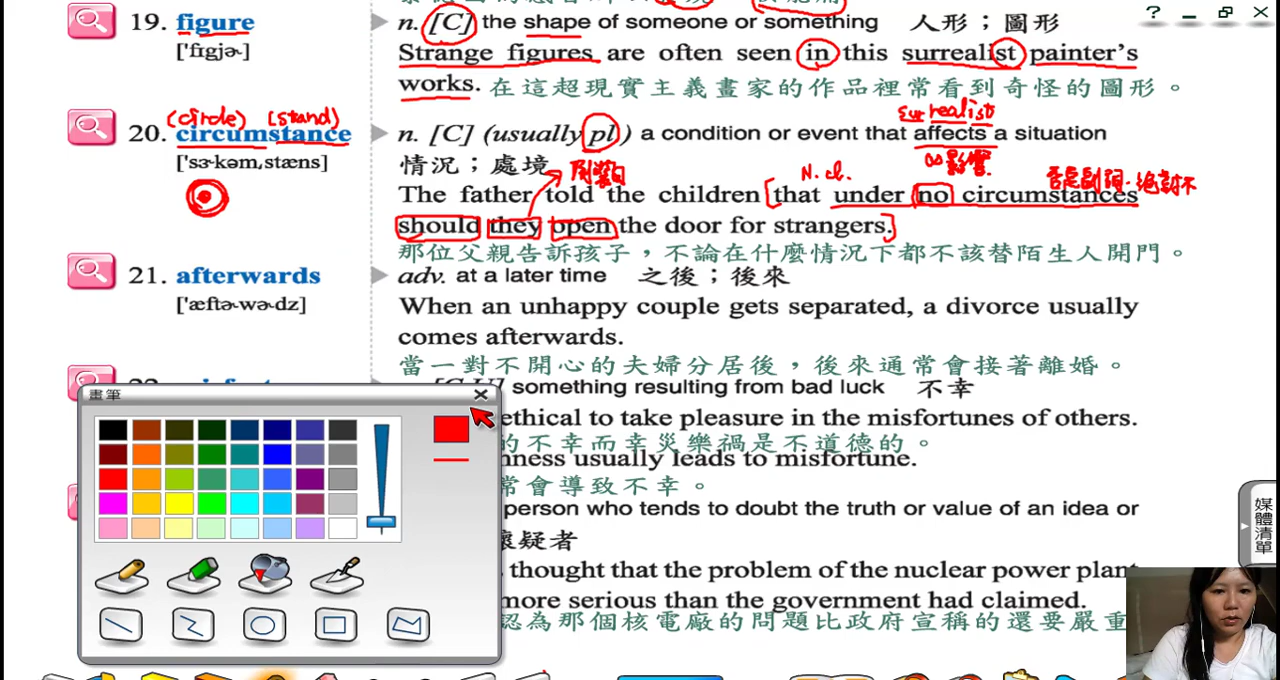 19. figure
['fɪgjɚ]
n. [C] the shape of someone or something 人形；圖形
Strange figures are often seen in this surrealist painter's
works. 在這超現實主義畫家的作品裡常看到奇怪的圖形。
(circle) (stand)
surrealist
20. circumstance
['sɝkəm,stæns]
n. [C] (usually pl) a condition or event that affects a situation
情況；處境
倒裝句
N. cl.
影響
否定副詞．絕對不
The father told the children that under no circumstances
should they open the door for strangers.
那位父親告訴孩子，不論在什麼情況下都不該替陌生人開門。
21. afterwards
['æftɚwɚdz]
adv. at a later time 之後；後來
When an unhappy couple gets separated, a divorce usually
comes afterwards.
當一對不開心的夫婦分居後，後來通常會接著離婚。
something resulting from bad luck 不幸
ethical to take pleasure in the misfortunes of others.
的不幸而幸災樂禍是不道德的。
nness usually leads to misfortune.
常會導致不幸。
person who tends to doubt the truth or value of an idea or
懷疑者
thought that the problem of the nuclear power plant
more serious than the government had claimed.
認為那個核電廠的問題比政府宣稱的還要嚴重
畫筆
媒體清單